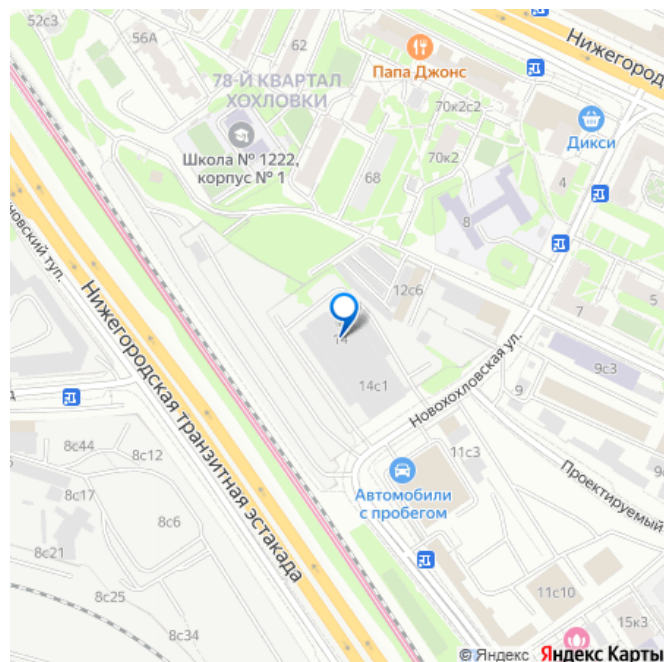 52с3
56А
62
Папа Джонс
Нижегород
78-Й КВАРТАЛ
ХОХЛОВКИ
70к2с2
Дикси
Школа № 1222,
корпус № 1
70к2
68
4
8
новский туп.
12с6
7
Нижегородская транзитная эстакада
14
14с1
Новохохловская ул.
9с3
9
8с44
8с12
11с3
Автомобили
с пробегом
Проектируемый
8с17
8с6
8с21
8с25
11с10
8с34
15к3
© Яндекс Яндекс Карты